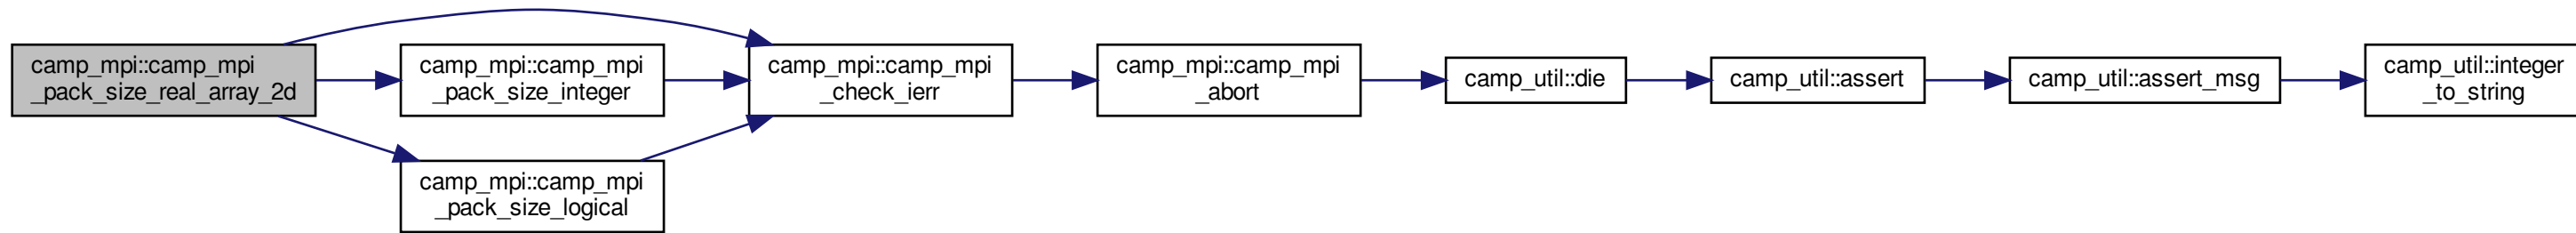 camp_mpi::camp_mpi
_pack_size_real_array_2d
camp_mpi::camp_mpi
_pack_size_integer
camp_mpi::camp_mpi
_pack_size_logical
camp_mpi::camp_mpi
_check_ierr
camp_mpi::camp_mpi
_abort
camp_util::die
camp_util::assert
camp_util::assert_msg
camp_util::integer
_to_string